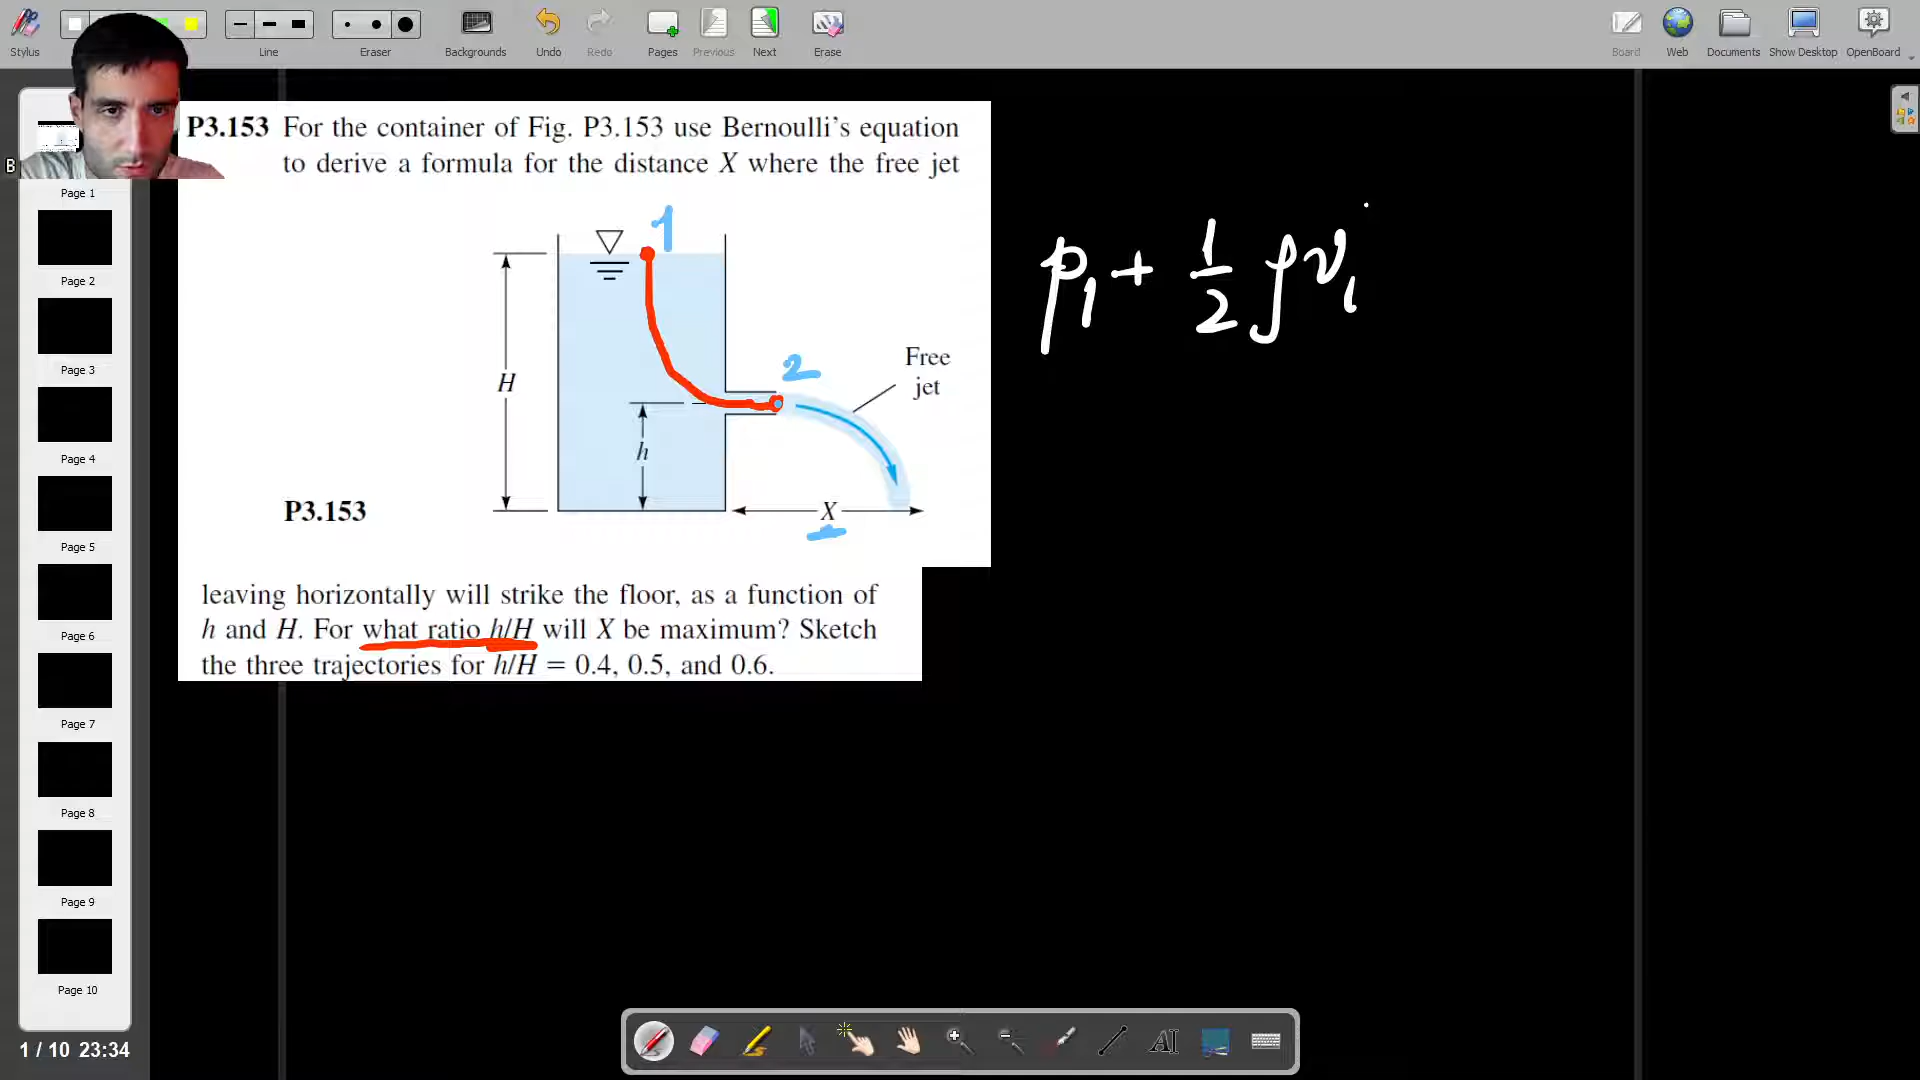 Stylus
Line
Eraser
Backgrounds
Undo
Redo
Pages
Previous
Next
Erase
Board
Web
Documents
Show Desktop
OpenBoard
B
Page 1
Page 2
Page 3
Page 4
Page 5
Page 6
Page 7
Page 8
Page 9
Page 10
1 / 10 23:34
P3.153 For the container of Fig. P3.153 use Bernoulli's equation
to derive a formula for the distance X where the free jet
1
2
Free
jet
H
h
X
P3.153
leaving horizontally will strike the floor, as a function of
h and H. For what ratio h/H will X be maximum? Sketch
the three trajectories for h/H = 0.4, 0.5, and 0.6.
p₁ + 1/2 ρv₁
AI